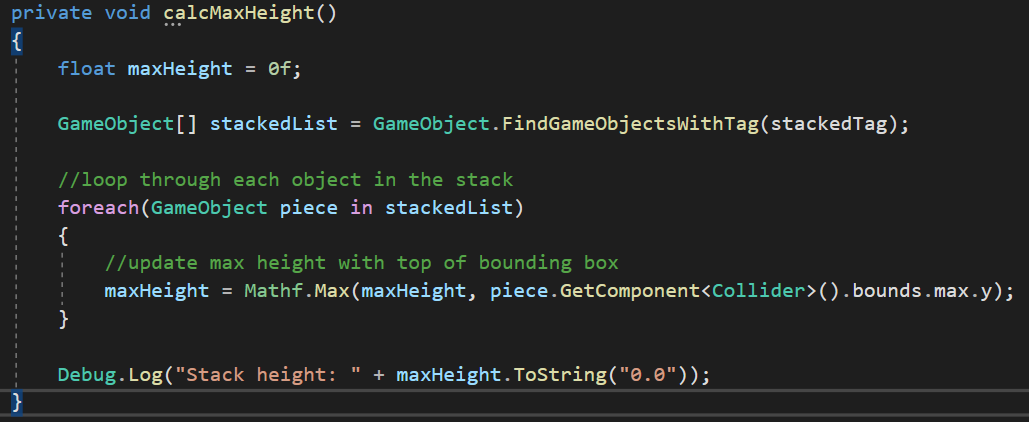 private void calcMaxHeight()
{
float maxHeight = 0f;
GameObject[] stackedList = GameObject.FindGameObjectsWithTag(stackedTag);
//loop through each object in the stack
foreach(GameObject piece in stackedList)
{
//update max height with top of bounding box
maxHeight = Mathf.Max(maxHeight, piece.GetComponent<Collider>().bounds.max.y);
}
Debug.Log("Stack height: " + maxHeight.ToString("0.0"));
}